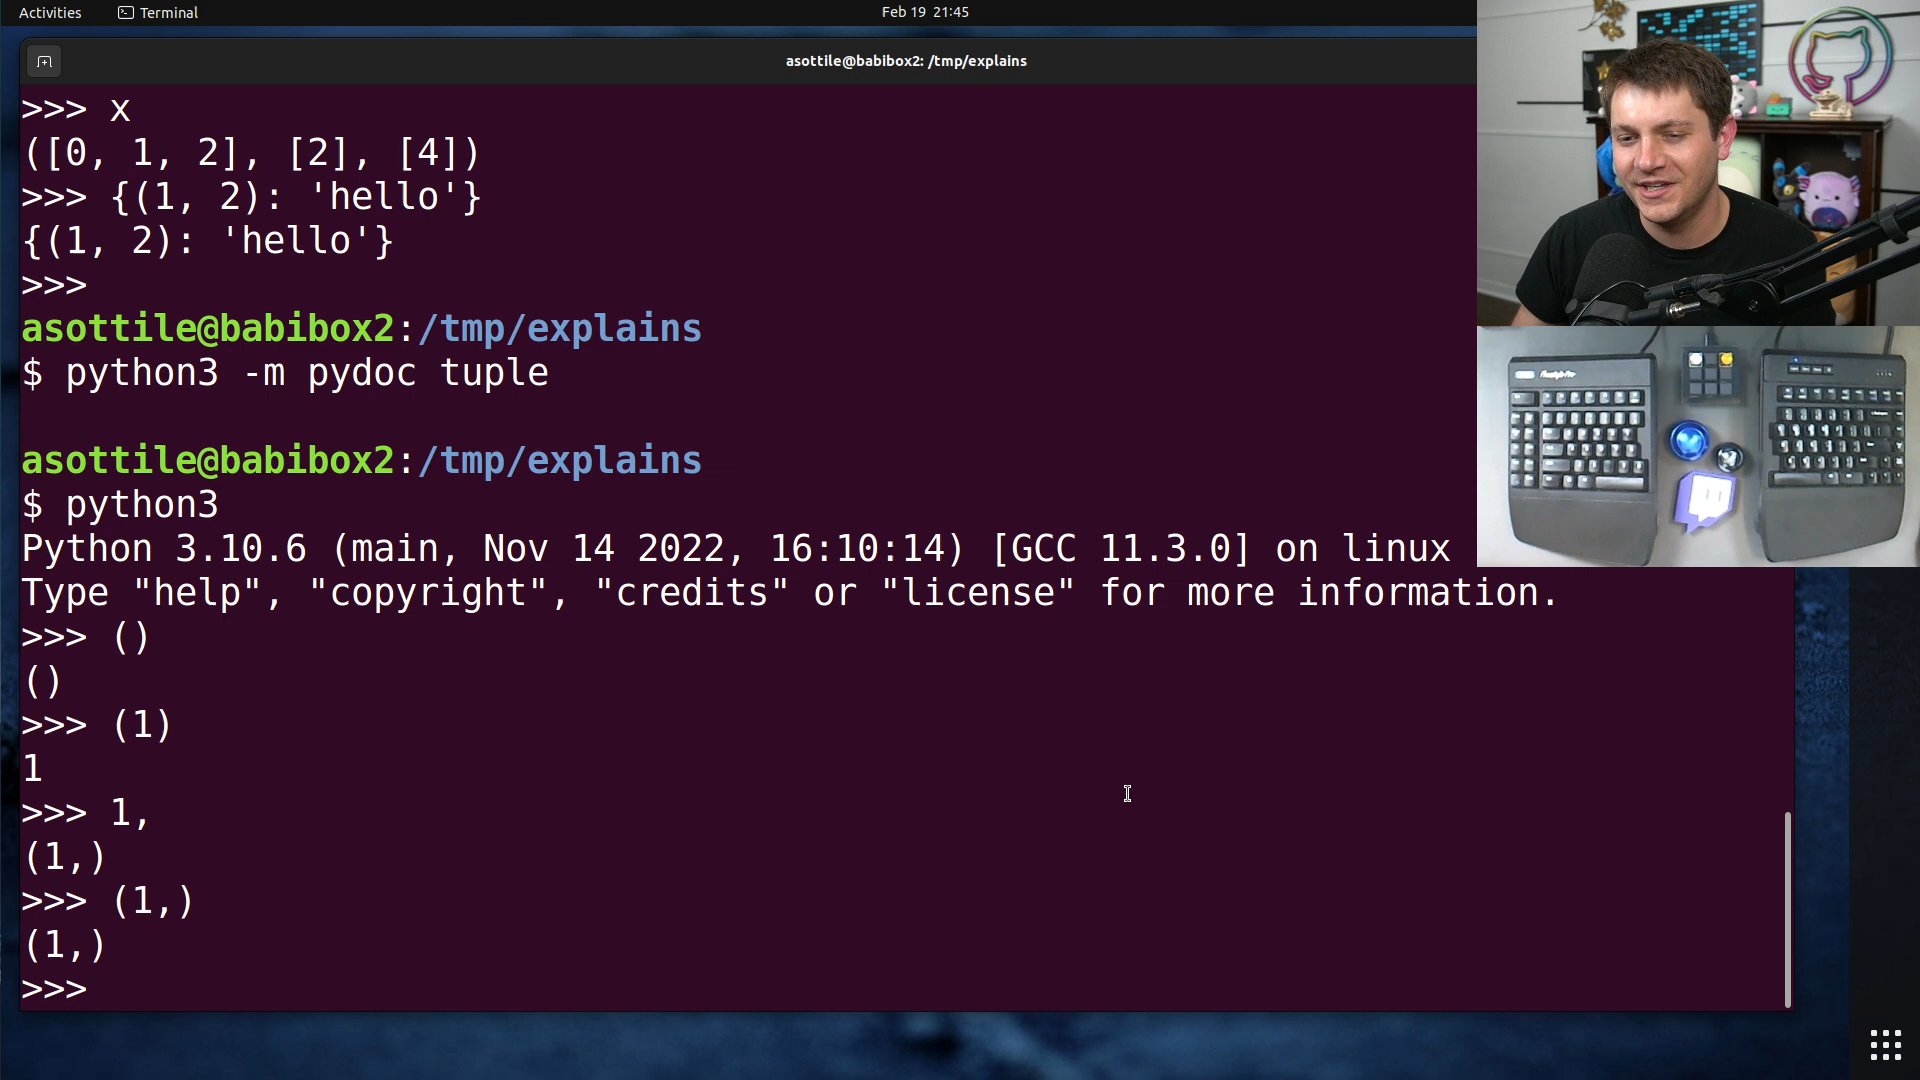 Activities
Terminal
Feb 19 21:45
asottile@babibox2: /tmp/explains
>>> x
([0, 1, 2], [2], [4])
>>> {(1, 2): 'hello'}
{(1, 2): 'hello'}
>>>
asottile@babibox2:/tmp/explains
$ python3 -m pydoc tuple
asottile@babibox2:/tmp/explains
$ python3
Python 3.10.6 (main, Nov 14 2022, 16:10:14) [GCC 11.3.0] on linux
Type "help", "copyright", "credits" or "license" for more information.
>>> ()
()
>>> (1)
1
>>> 1,
(1,)
>>> (1,)
(1,)
>>>